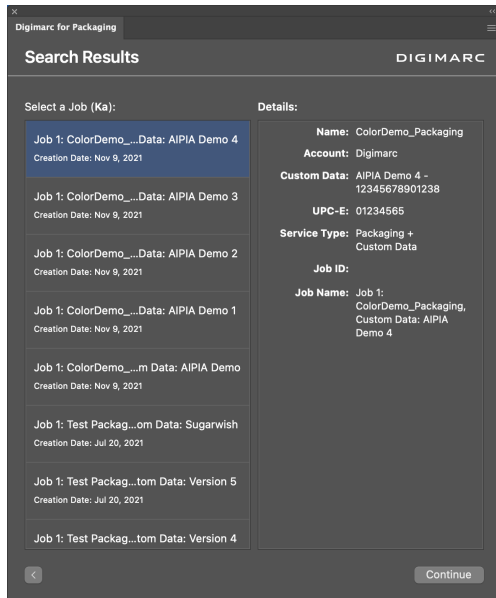 Digimarc for Packaging
Search Results
DIGIMARC
Select a Job (Ka):
Job 1: ColorDemo_...Data: AIPIA Demo 4
Creation Date: Nov 9, 2021
Job 1: ColorDemo_...Data: AIPIA Demo 3
Creation Date: Nov 9, 2021
Job 1: ColorDemo_...Data: AIPIA Demo 2
Creation Date: Nov 9, 2021
Job 1: ColorDemo_...Data: AIPIA Demo 1
Creation Date: Nov 9, 2021
Job 1: ColorDemo_...m Data: AIPIA Demo
Creation Date: Nov 9, 2021
Job 1: Test Packag...om Data: Sugarwish
Creation Date: Jul 20, 2021
Job 1: Test Packag...tom Data: Version 5
Creation Date: Jul 20, 2021
Job 1: Test Packag...tom Data: Version 4
Details:
Name: ColorDemo_Packaging
Account: Digimarc
Custom Data: AIPIA Demo 4 -
12345678901238
UPC-E: 01234565
Service Type: Packaging +
Custom Data
Job ID:
Job Name: Job 1:
ColorDemo_Packaging,
Custom Data: AIPIA
Demo 4
Continue